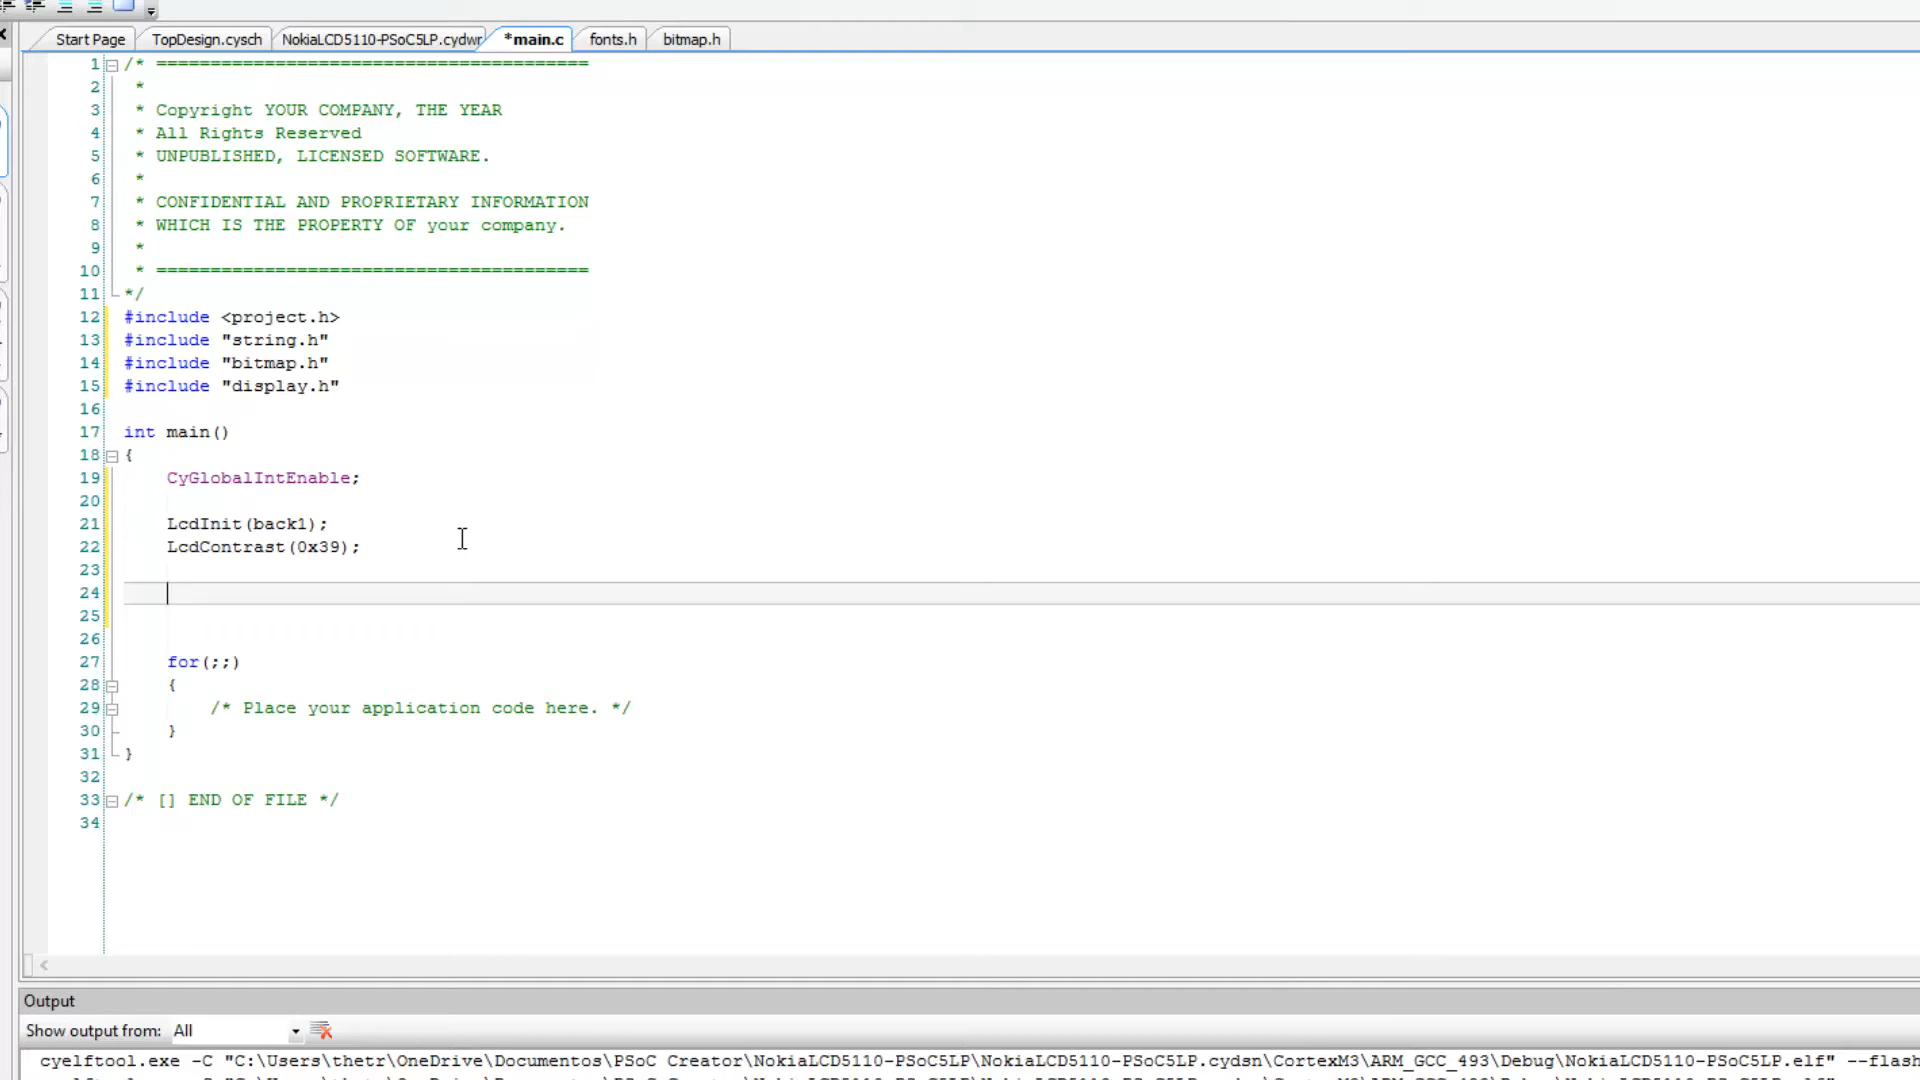 Start Page TopDesign.cysch NokiaLCD5110-PSoC5LP.cydwr *main.c fonts.h bitmap.h
1 /* ========================================
2 *
3 * Copyright YOUR COMPANY, THE YEAR
4 * All Rights Reserved
5 * UNPUBLISHED, LICENSED SOFTWARE.
6 *
7 * CONFIDENTIAL AND PROPRIETARY INFORMATION
8 * WHICH IS THE PROPERTY OF your company.
9 *
10 * ========================================
11 */
12 #include <project.h>
13 #include "string.h"
14 #include "bitmap.h"
15 #include "display.h"
16
17 int main()
18 {
19 CyGlobalIntEnable;
20
21 LcdInit(back1);
22 LcdContrast(0x39);
23
24
25
26
27 for(;;)
28 {
29 /* Place your application code here. */
30 }
31 }
32
33 /* [] END OF FILE */
34
Output
Show output from: All
cyelftool.exe -C "C:\Users\thetr\OneDrive\Documentos\PSoC Creator\NokiaLCD5110-PSoC5LP\NokiaLCD5110-PSoC5LP.cydsn\CortexM3\ARM_GCC_493\Debug\NokiaLCD5110-PSoC5LP.elf" --flash